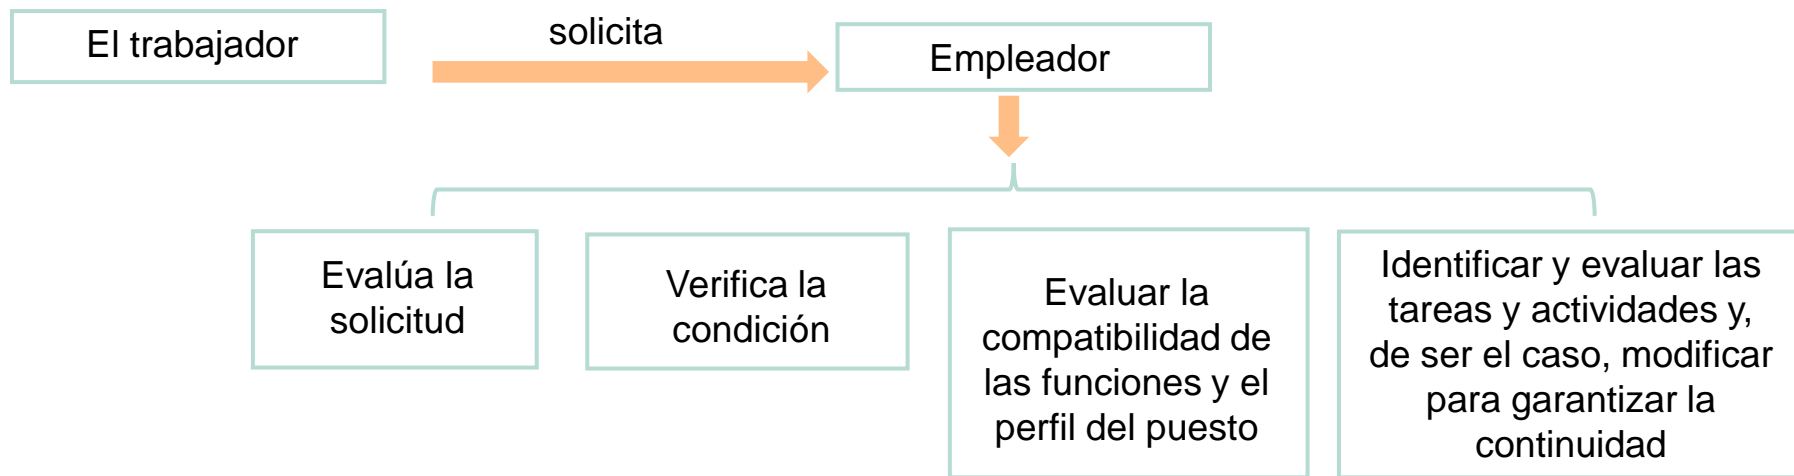 El trabajador
solicita
Empleador
Evalúa la
solicitud
Verifica la
condición
Evaluar la
compatibilidad de
las funciones y el
perfil del puesto
Identificar y evaluar las
tareas y actividades y,
de ser el caso, modificar
para garantizar la
continuidad